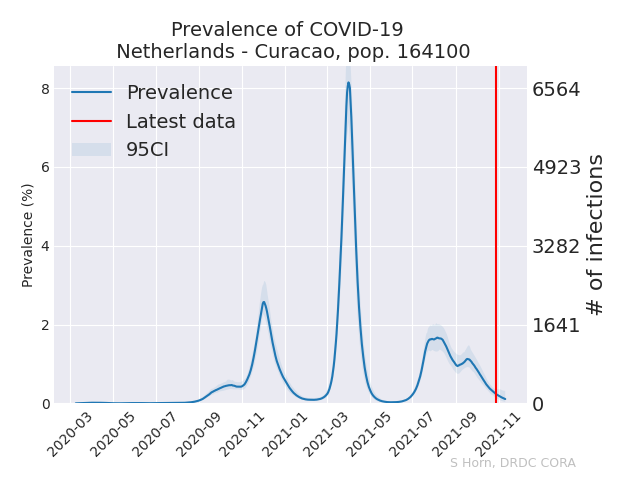 Prevalence of COVID-19
Netherlands - Curacao, pop. 164100
Prevalence
Latest data
95CI
Prevalence (%)
8
6
4
2
0
6564
4923
3282
1641
0
# of infections
2020-03
2020-05
2020-07
2020-09
2020-11
2021-01
2021-03
2021-05
2021-07
2021-09
2021-11
S Horn, DRDC CORA